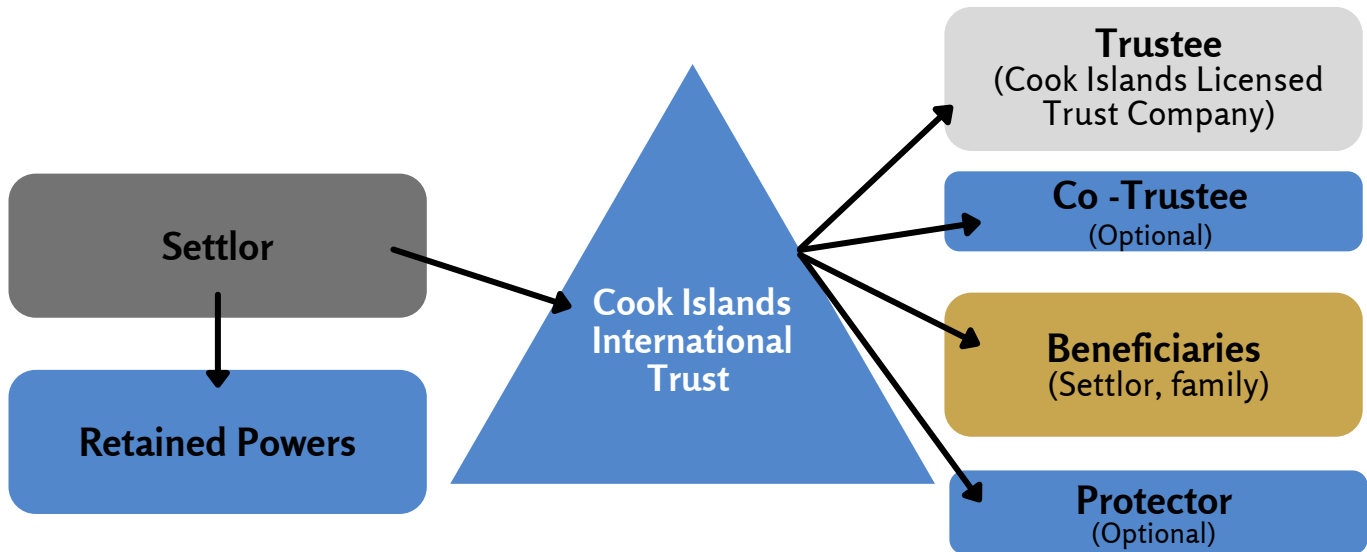 Settlor
Retained Powers
Cook Islands
International
Trust
Trustee
(Cook Islands Licensed
Trust Company)
Co -Trustee
(Optional)
Beneficiaries
(Settlor, family)
Protector
(Optional)